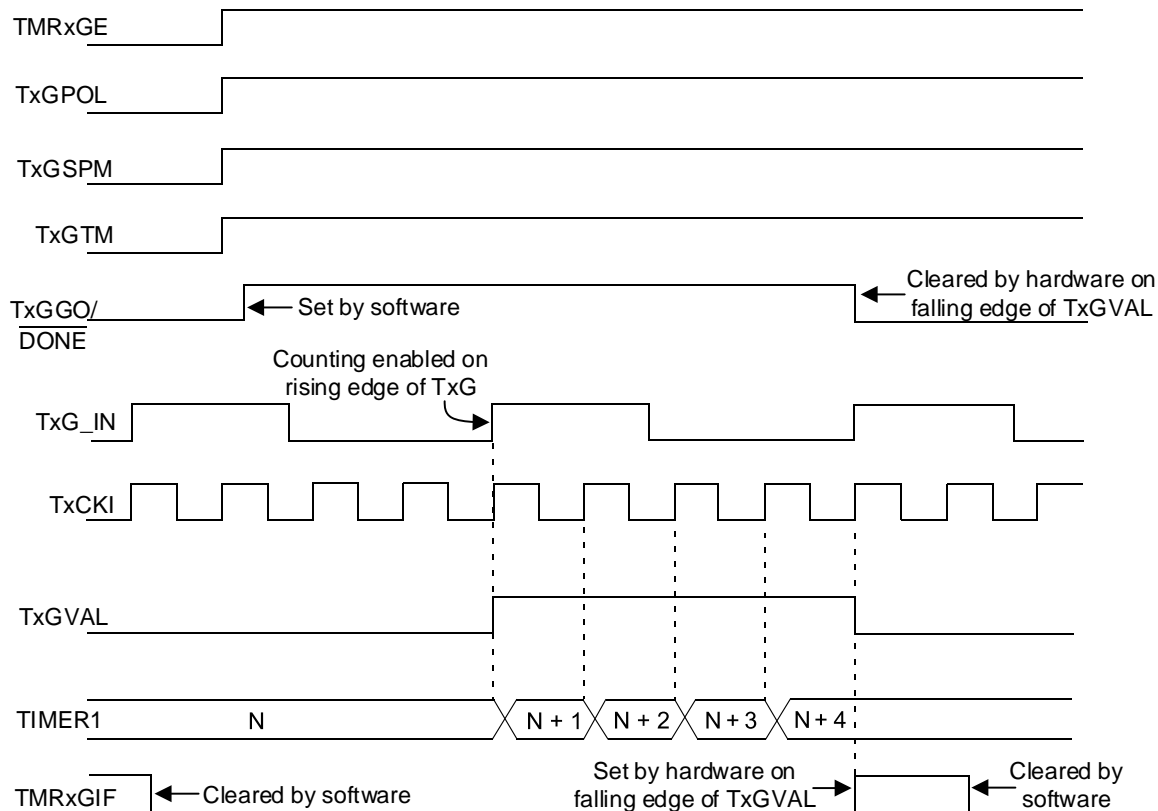 TMRxGE
TxGPOL
TxGSPM
TxGTM
TxGGO/
DONE
Set by software
Cleared by hardware on
falling edge of TxGVAL
Counting enabled on
rising edge of TxG
TxG_IN
TxCKI
TxGVAL
TIMER1
N
N + 1
N + 2
N + 3
N + 4
TMRxGIF
Cleared by software
Set by hardware on
falling edge of TxGVAL
Cleared by
software